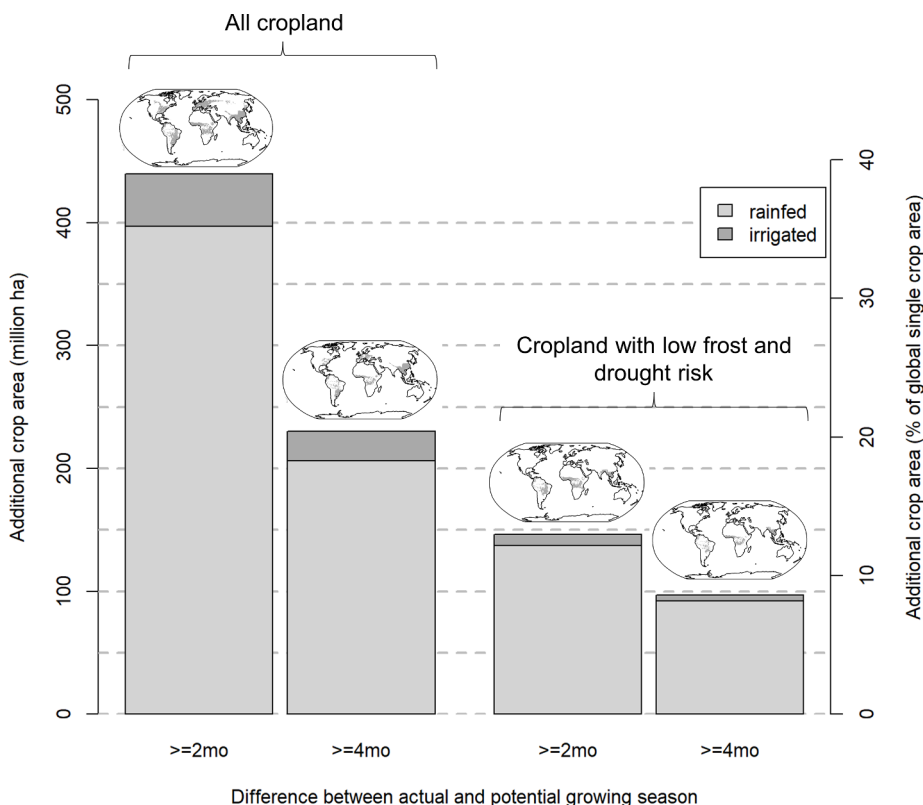 All cropland
Additional crop area (million ha)
500
400
300
200
100
0
rainfed
irrigated
Cropland with low frost and
drought risk
40
30
20
10
0
Additional crop area (% of global single crop area)
>=2mo
>=4mo
>=2mo
>=4mo
Difference between actual and potential growing season